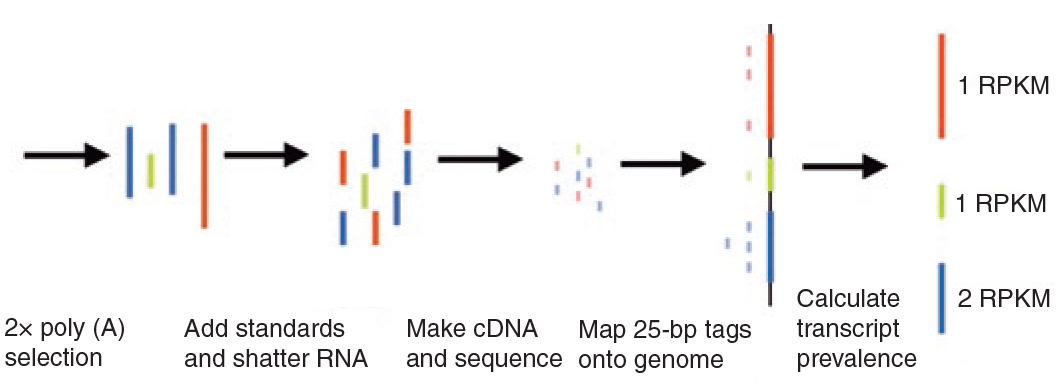 1 RPKM
1 RPKM
2 RPKM
2× poly (A)
selection
Add standards
and shatter RNA
Make cDNA
and sequence
Map 25-bp tags
onto genome
Calculate
transcript
prevalence